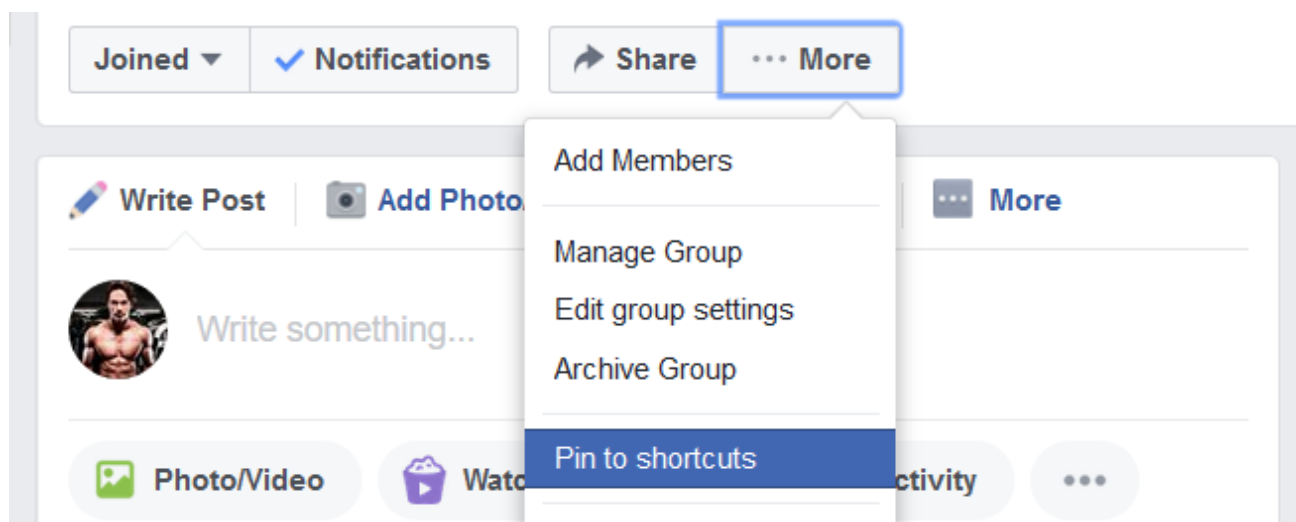 Joined Notifications Share ··· More
Add Members
Write Post Add Photo More
Manage Group
Edit group settings
Write something...
Archive Group
Pin to shortcuts
Photo/Video